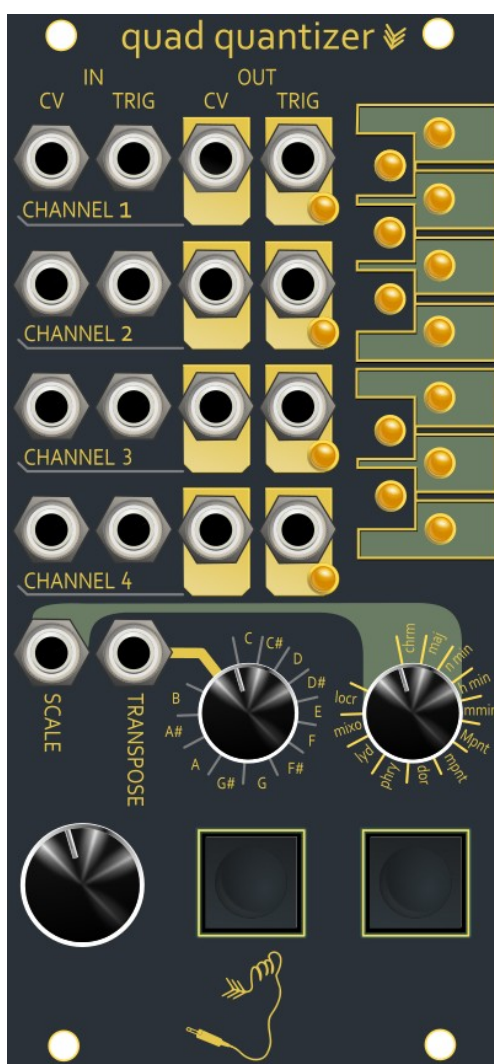 quad quantizer
IN OUT
CV TRIG CV TRIG
CHANNEL 1
CHANNEL 2
CHANNEL 3
CHANNEL 4
SCALE
TRANSPOSE
C
C#
D
D#
E
F
F#
G
G#
A
A#
B
chrm
maj
n min
h min
mmin
Mpnt
mpnt
dor
phry
lyd
mixo
locr